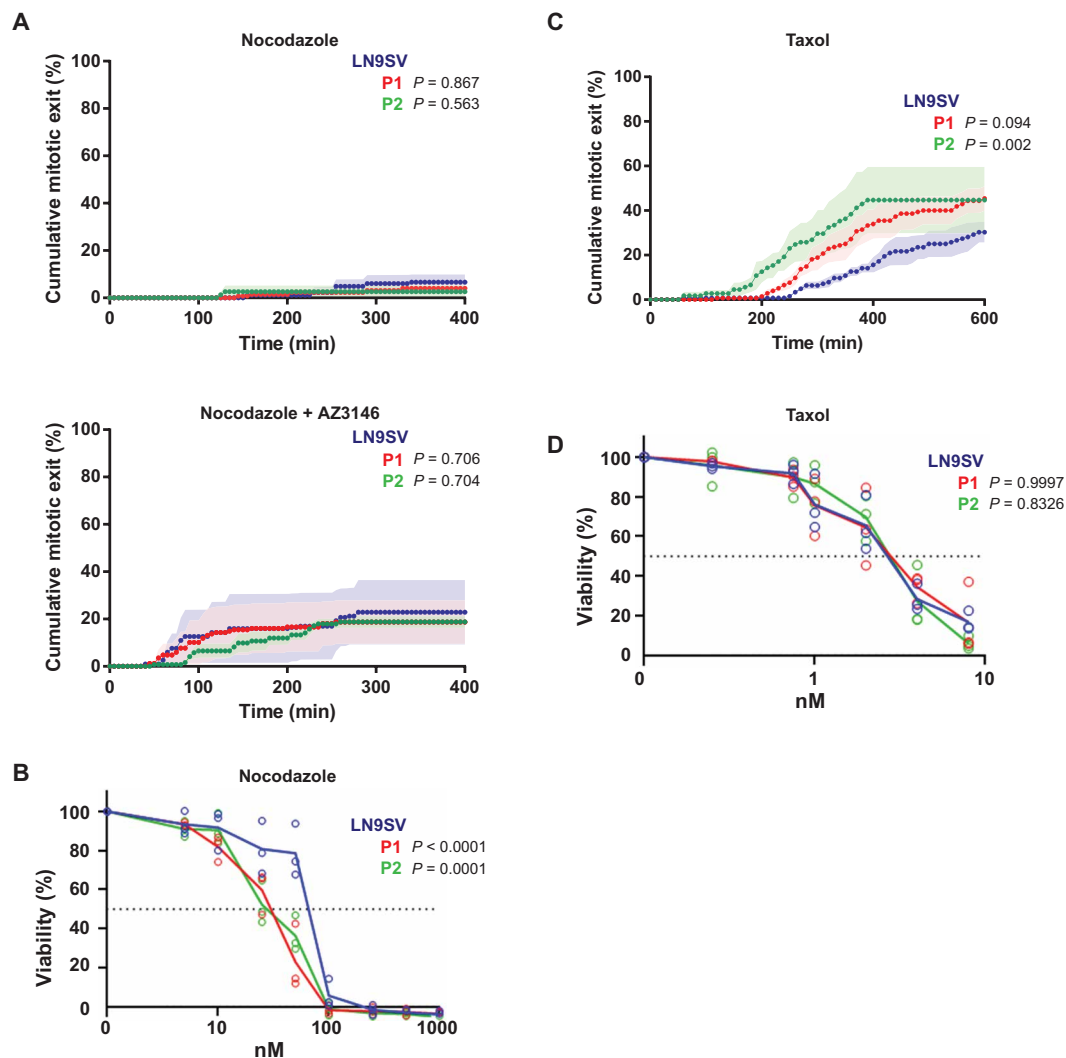 A
Nocodazole
Cumulative mitotic exit (%)
100
80
60
40
20
0
LN9SV
P1 P = 0.867
P2 P = 0.563
0 100 200 300 400
Time (min)
Nocodazole + AZ3146
Cumulative mitotic exit (%)
100
80
60
40
20
0
LN9SV
P1 P = 0.706
P2 P = 0.704
0 100 200 300 400
Time (min)
B
Nocodazole
Viability (%)
100
80
60
40
20
0
LN9SV
P1 P < 0.0001
P2 P = 0.0001
0 10 100 1000
nM
C
Taxol
Cumulative mitotic exit (%)
100
80
60
40
20
0
LN9SV
P1 P = 0.094
P2 P = 0.002
0 200 400 600
Time (min)
D
Taxol
Viability (%)
100
80
60
40
20
0
LN9SV
P1 P = 0.9997
P2 P = 0.8326
0 1 10
nM